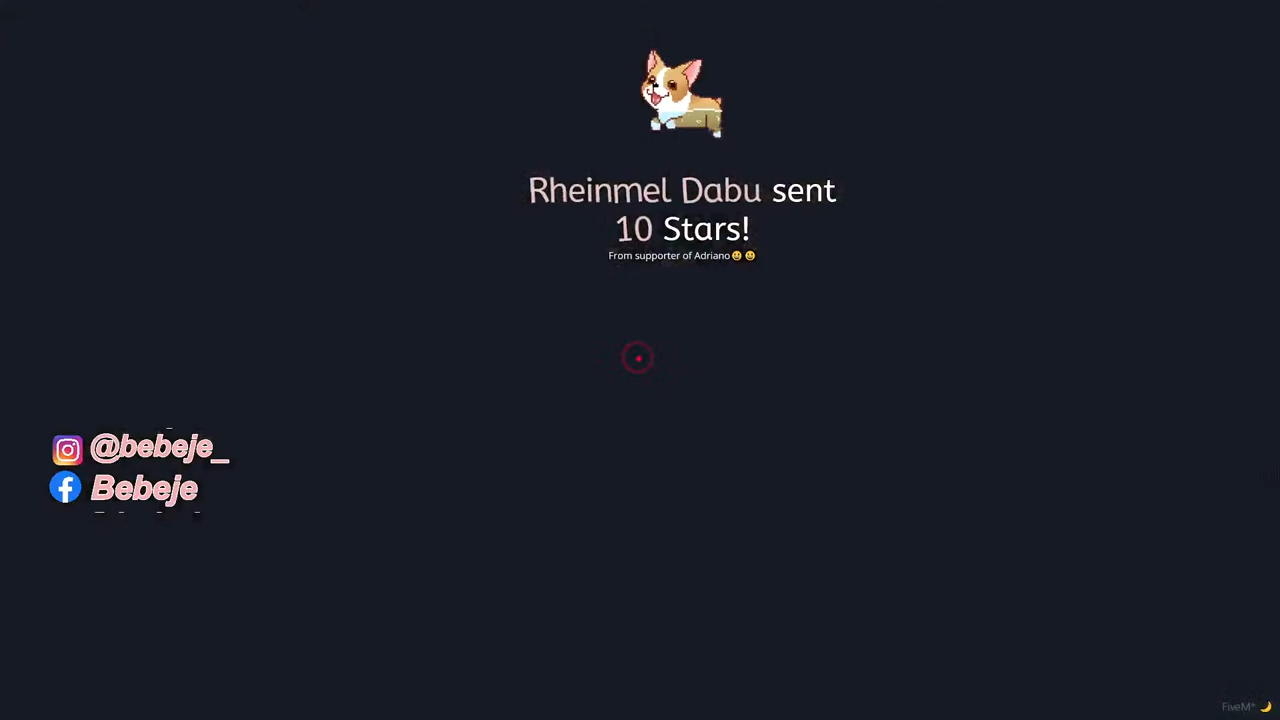 Rheinmel Dabu sent
10 Stars!
From supporter of Adriano😃😃
@bebeje_
Bebeje
FiveM* 🌙